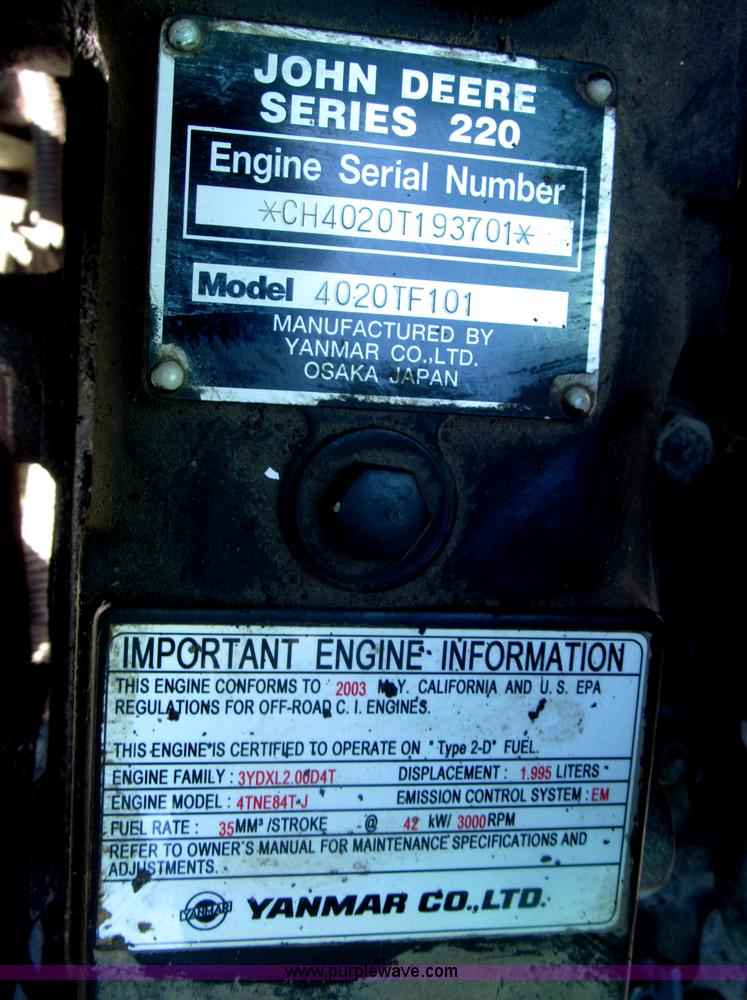 JOHN DEERE
SERIES 220
Engine Serial Number
*CH4020T193701*
Model 4020TF101
MANUFACTURED BY
YANMAR CO.,LTD.
OSAKA JAPAN
IMPORTANT ENGINE INFORMATION
THIS ENGINE CONFORMS TO 2003 M.Y. CALIFORNIA AND U.S. EPA
REGULATIONS FOR OFF-ROAD C.I. ENGINES.
THIS ENGINE IS CERTIFIED TO OPERATE ON "Type 2-D" FUEL.
ENGINE FAMILY : 3YDXL2.00D4T DISPLACEMENT : 1.995 LITERS
ENGINE MODEL : 4TNE84T-J EMISSION CONTROL SYSTEM : EM
FUEL RATE : 35 MM³/STROKE @ 42 kW/ 3000 RPM
REFER TO OWNER'S MANUAL FOR MAINTENANCE SPECIFICATIONS AND
ADJUSTMENTS.
YANMAR YANMAR CO.,LTD.
www.purplewave.com